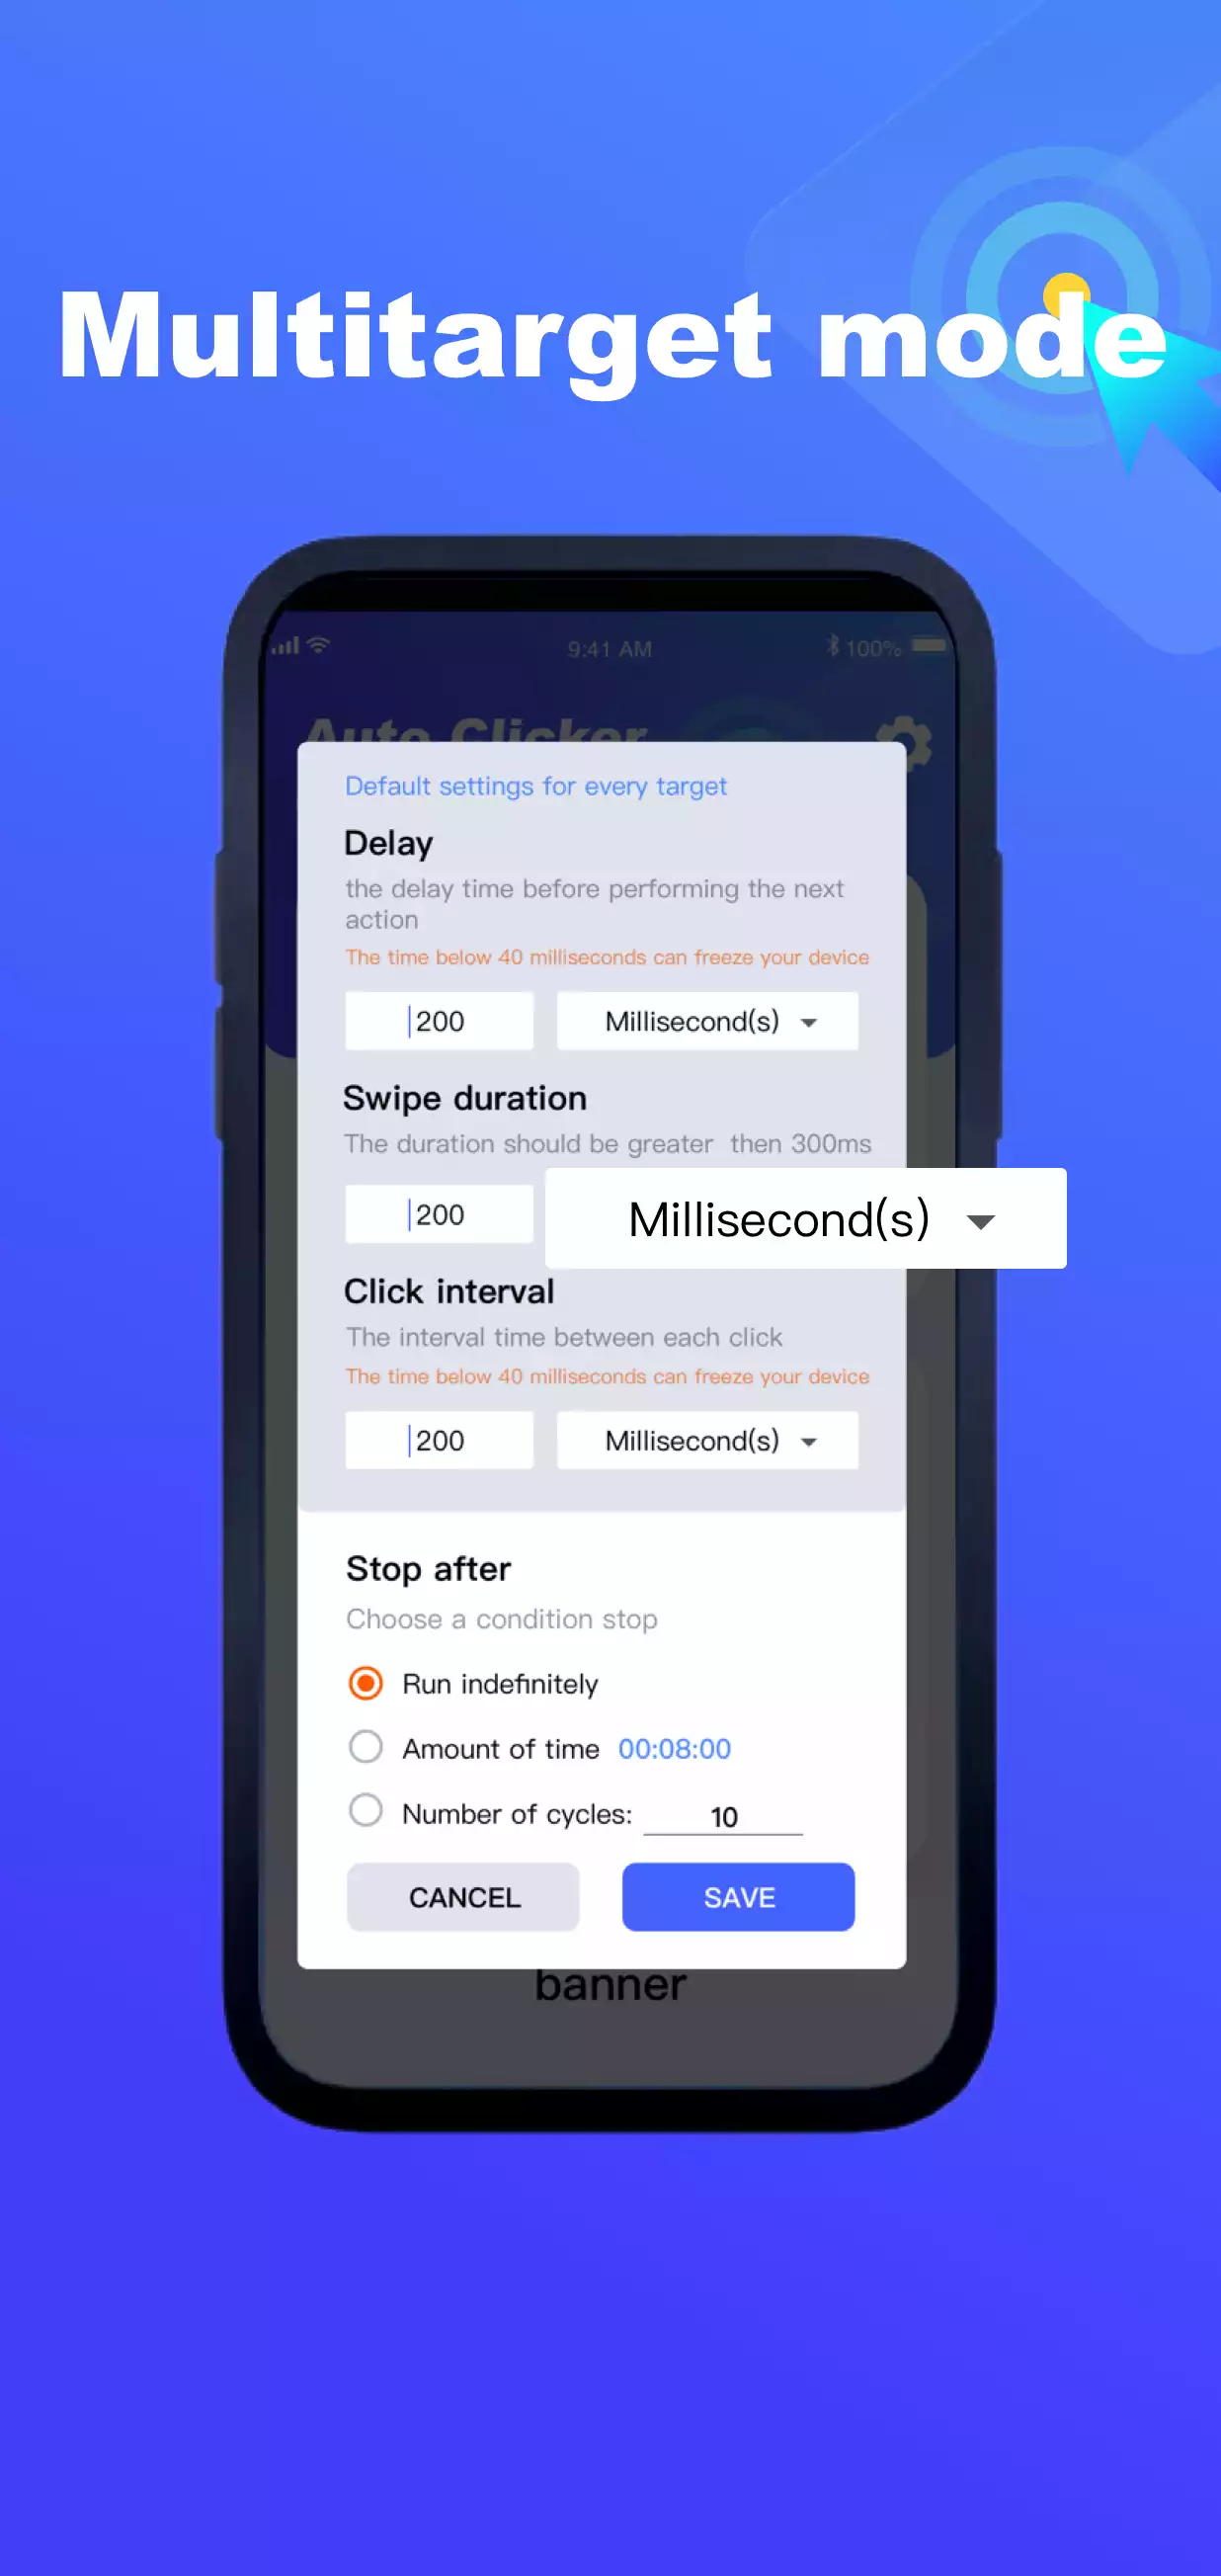 Multitarget mode
9:41 AM
100%
Auto Clicker
Default settings for every target
Delay
the delay time before performing the next
action
The time below 40 milliseconds can freeze your device
200 Millisecond(s)
Swipe duration
The duration should be greater then 300ms
200 Millisecond(s)
Click interval
The interval time between each click
The time below 40 milliseconds can freeze your device
200 Millisecond(s)
Stop after
Choose a condition stop
Run indefinitely
Amount of time 00:08:00
Number of cycles: 10
CANCEL SAVE
banner